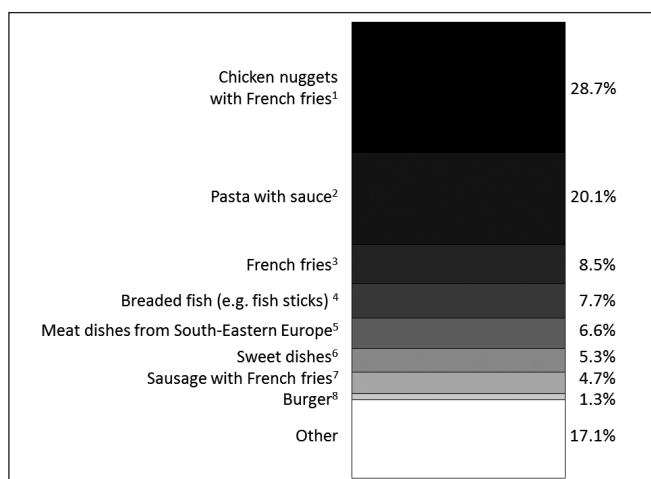 Chicken nuggets
with French fries¹
28.7%
Pasta with sauce²
20.1%
French fries³
8.5%
Breaded fish (e.g. fish sticks) ⁴
7.7%
Meat dishes from South-Eastern Europe⁵
6.6%
Sweet dishes⁶
5.3%
Sausage with French fries⁷
4.7%
Burger⁸
1.3%
Other
17.1%